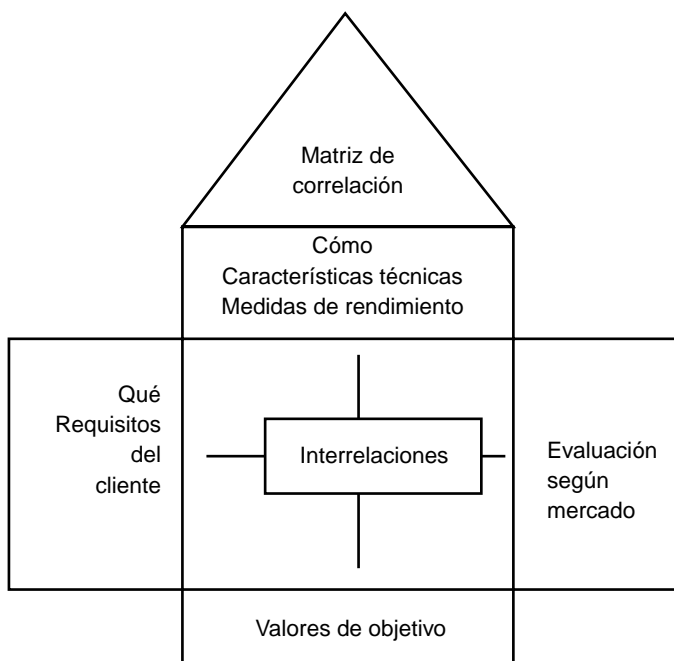 Matriz de
correlación
Cómo
Característícas técnicas
Medidas de rendimiento
Qué
Requisitos
del
cliente
Interrelaciones
Evaluación
según
mercado
Valores de objetivo